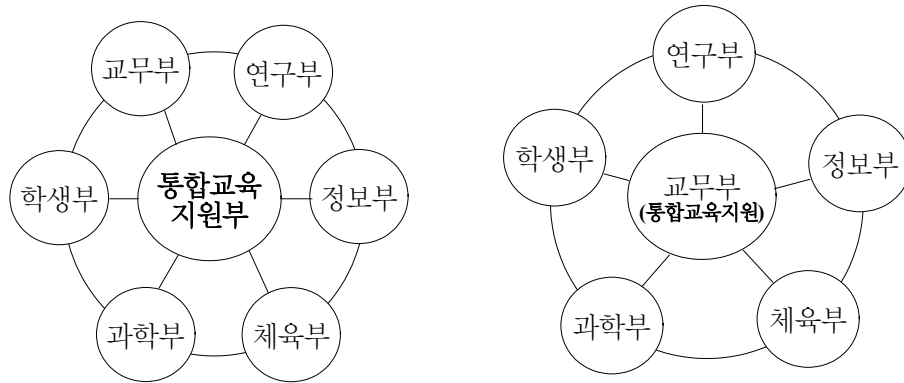 교무부
연구부
학생부
통합교육
지원부
정보부
과학부
체육부
연구부
학생부
교무부
(통합교육지원)
정보부
과학부
체육부